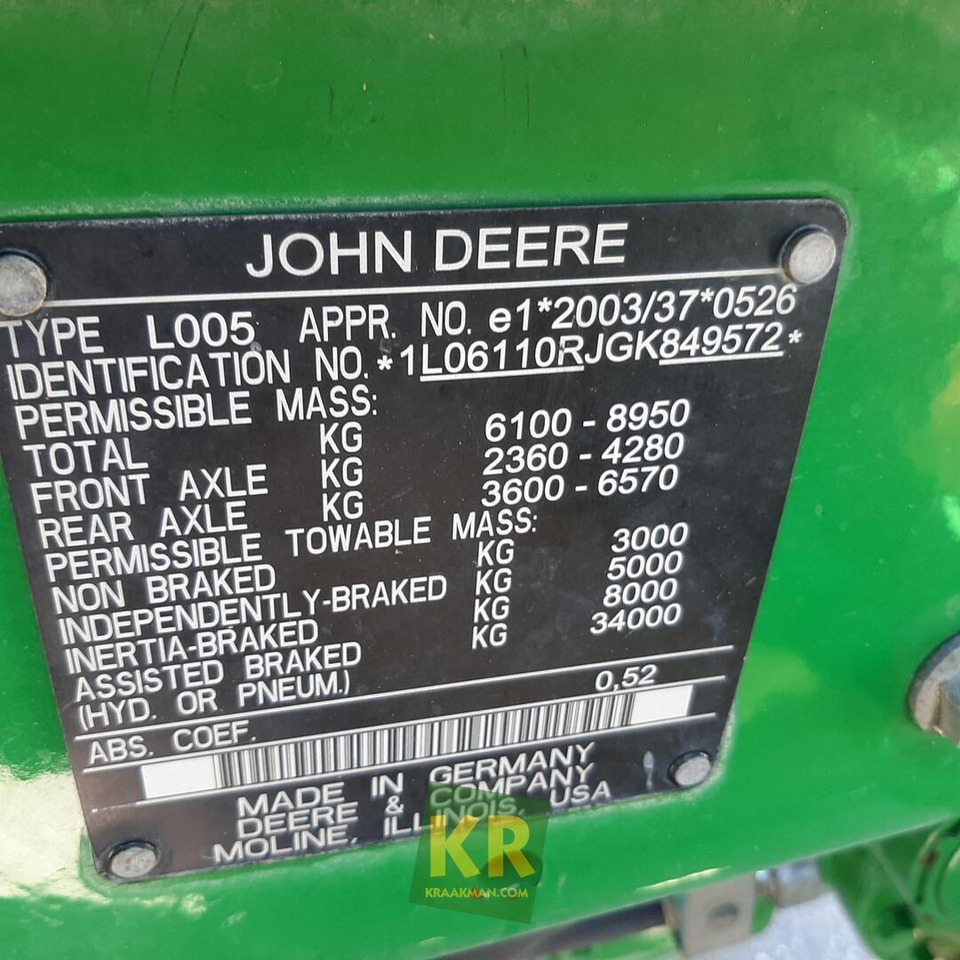 JOHN DEERE
TYPE L005 APPR. NO. e1*2003/37*0526
IDENTIFICATION NO. *1L06110RJGK849572*
PERMISSIBLE MASS:
TOTAL KG 6100 - 8950
FRONT AXLE KG 2360 - 4280
REAR AXLE KG 3600 - 6570
PERMISSIBLE TOWABLE MASS:
NON BRAKED KG 3000
INDEPENDENTLY-BRAKED KG 5000
INERTIA-BRAKED KG 8000
ASSISTED BRAKED KG 34000
(HYD. OR PNEUM.)
ABS. COEF. 0,52
MADE IN GERMANY
DEERE & COMPANY
MOLINE, ILLINOIS, USA
KR
KRAAKMAN.COM